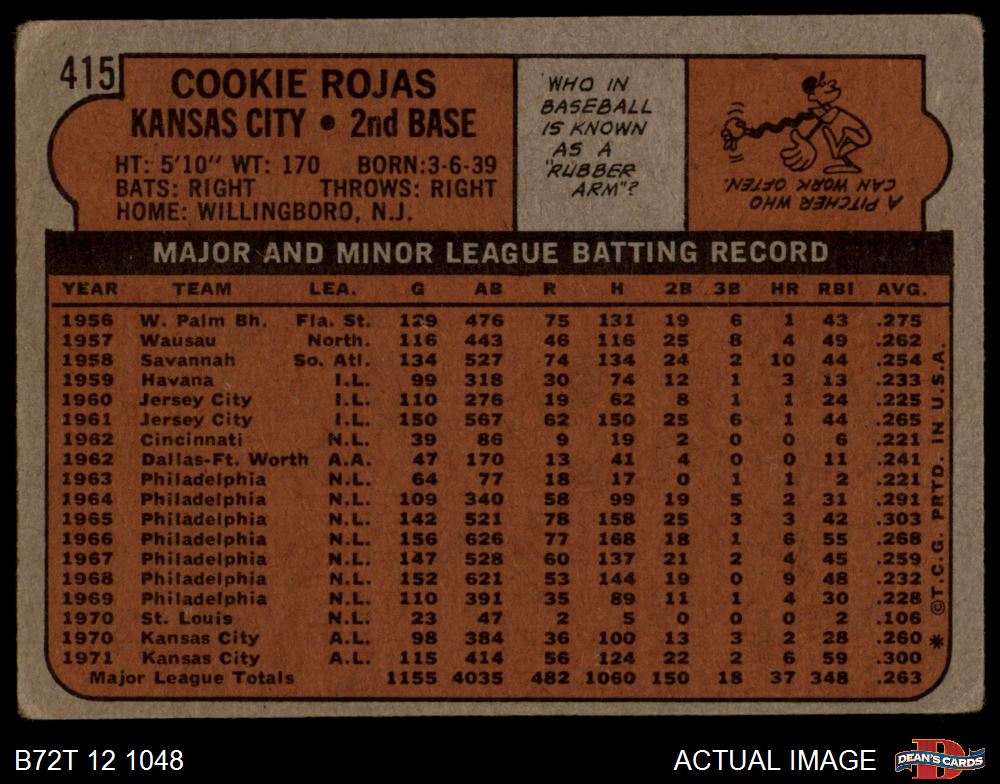 415
COOKIE ROJAS
KANSAS CITY • 2nd BASE
HT: 5'10" WT: 170 BORN:3-6-39
BATS: RIGHT THROWS: RIGHT
HOME: WILLINGBORO, N.J.
WHO IN
BASEBALL
IS KNOWN
AS A
"RUBBER
ARM"?
A PITCHER WHO
CAN WORK OFTEN.
MAJOR AND MINOR LEAGUE BATTING RECORD
YEAR TEAM LEA. G AB R H 2B 3B HR RBI AVG.
1956 W. Palm Bh. Fla. St. 129 476 75 131 19 6 1 43 .275
1957 Wausau North. 116 443 46 116 25 8 4 49 .262
1958 Savannah So. Atl. 134 527 74 134 24 2 10 44 .254
1959 Havana I.L. 99 318 30 74 12 1 3 13 .233
1960 Jersey City I.L. 110 276 19 62 8 1 1 24 .225
1961 Jersey City I.L. 150 567 62 150 25 6 1 44 .265
1962 Cincinnati N.L. 39 86 9 19 2 0 0 6 .221
1962 Dallas-Ft. Worth A.A. 47 170 13 41 4 0 0 11 .241
1963 Philadelphia N.L. 64 77 18 17 0 1 1 2 .221
1964 Philadelphia N.L. 109 340 58 99 19 5 2 31 .291
1965 Philadelphia N.L. 142 521 78 158 25 3 3 42 .303
1966 Philadelphia N.L. 156 626 77 168 18 1 6 55 .268
1967 Philadelphia N.L. 147 528 60 137 21 2 4 45 .259
1968 Philadelphia N.L. 152 621 53 144 19 0 9 48 .232
1969 Philadelphia N.L. 110 391 35 89 11 1 4 30 .228
1970 St. Louis N.L. 23 47 2 5 0 0 0 2 .106
1970 Kansas City A.L. 98 384 36 100 13 3 2 28 .260
1971 Kansas City A.L. 115 414 56 124 22 2 6 59 .300
Major League Totals 1155 4035 482 1060 150 18 37 348 .263
* ©T.C.G. PRTD. IN U.S.A.
B72T 12 1048
ACTUAL IMAGE
D
DEAN'S CARDS